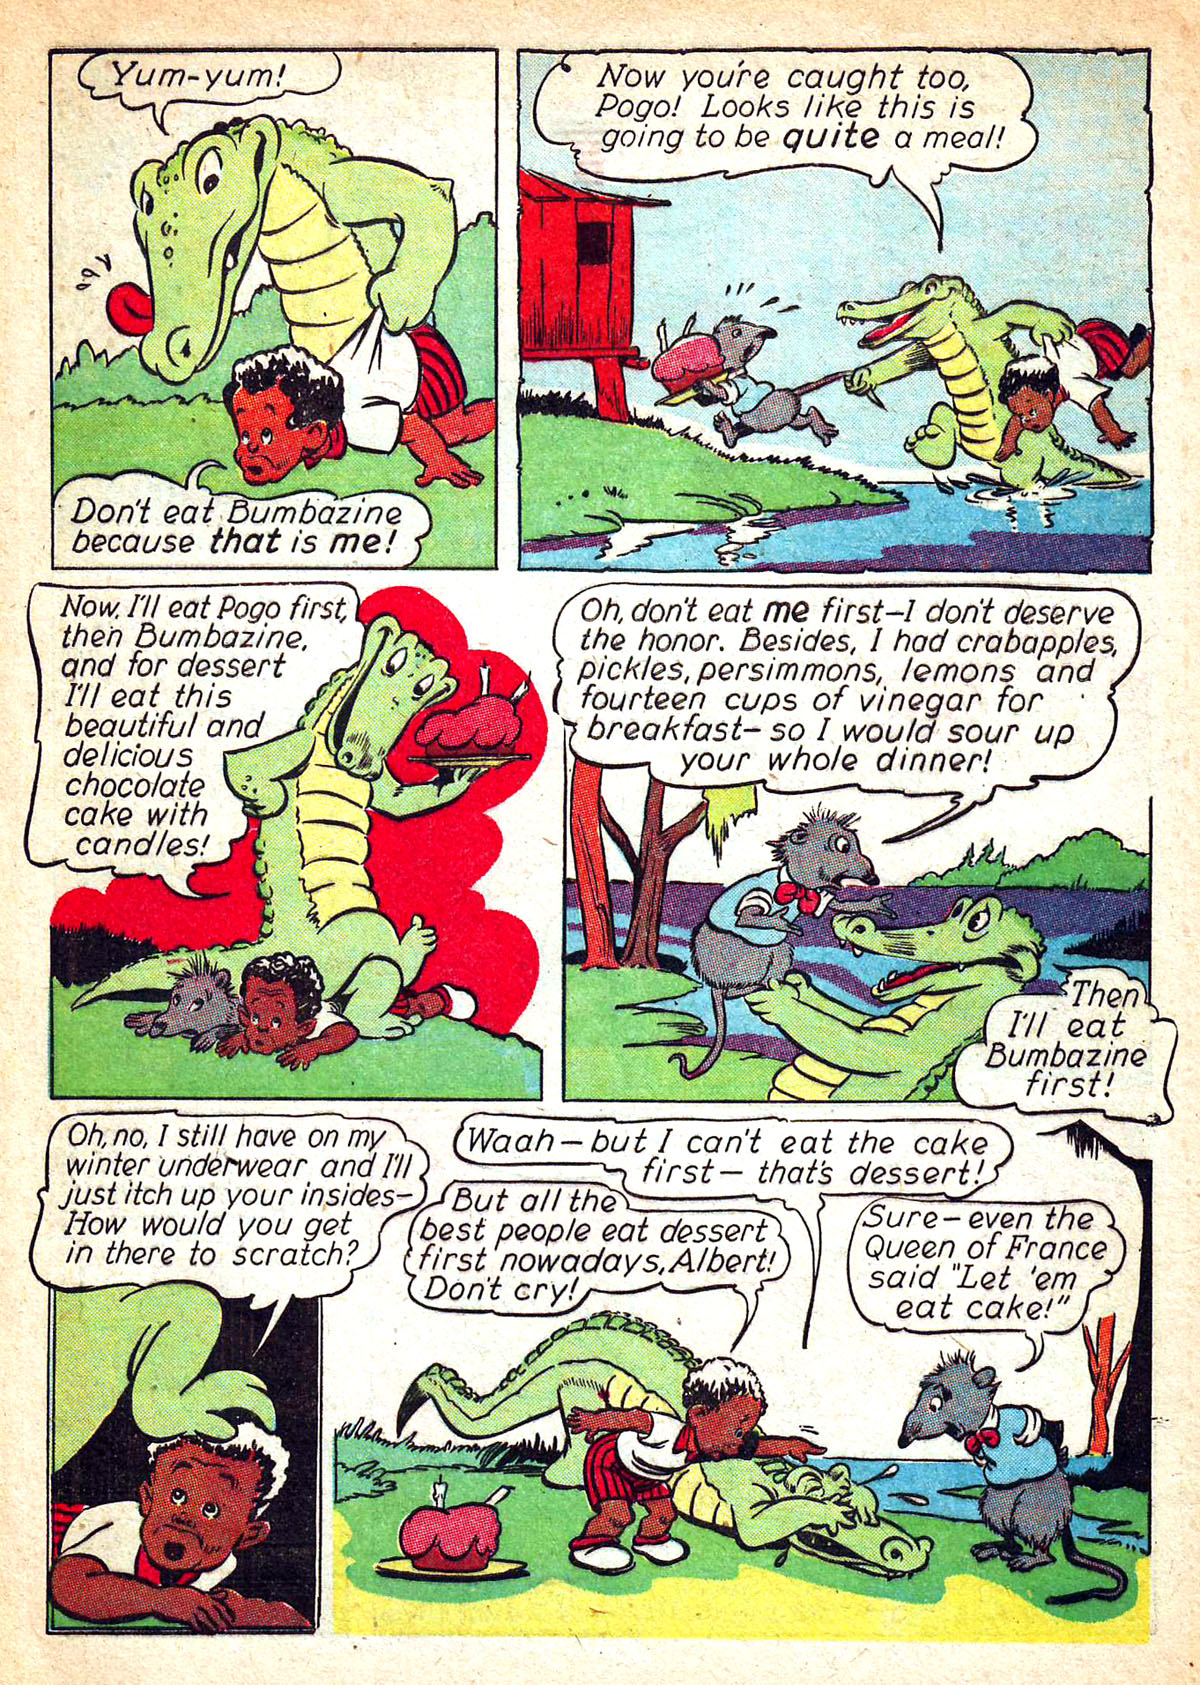 Yum-yum!
Don't eat Bumbazine
because that is me!
Now you're caught too,
Pogo! Looks like this is
going to be quite a meal!
Now, I'll eat Pogo first,
then Bumbazine,
and for dessert
I'll eat this
beautiful and
delicious
chocolate
cake with
candles!
Oh, don't eat me first—I don't deserve
the honor. Besides, I had crabapples,
pickles, persimmons, lemons and
fourteen cups of vinegar for
breakfast—so I would sour up
your whole dinner!
Then
I'll eat
Bumbazine
first!
Oh, no, I still have on my
winter underwear and I'll
just itch up your insides—
How would you get
in there to scratch?
Waah—but I can't eat the cake
first—that's dessert!
But all the
best people eat dessert
first nowadays, Albert!
Don't cry!
Sure—even the
Queen of France
said "Let 'em
eat cake!"